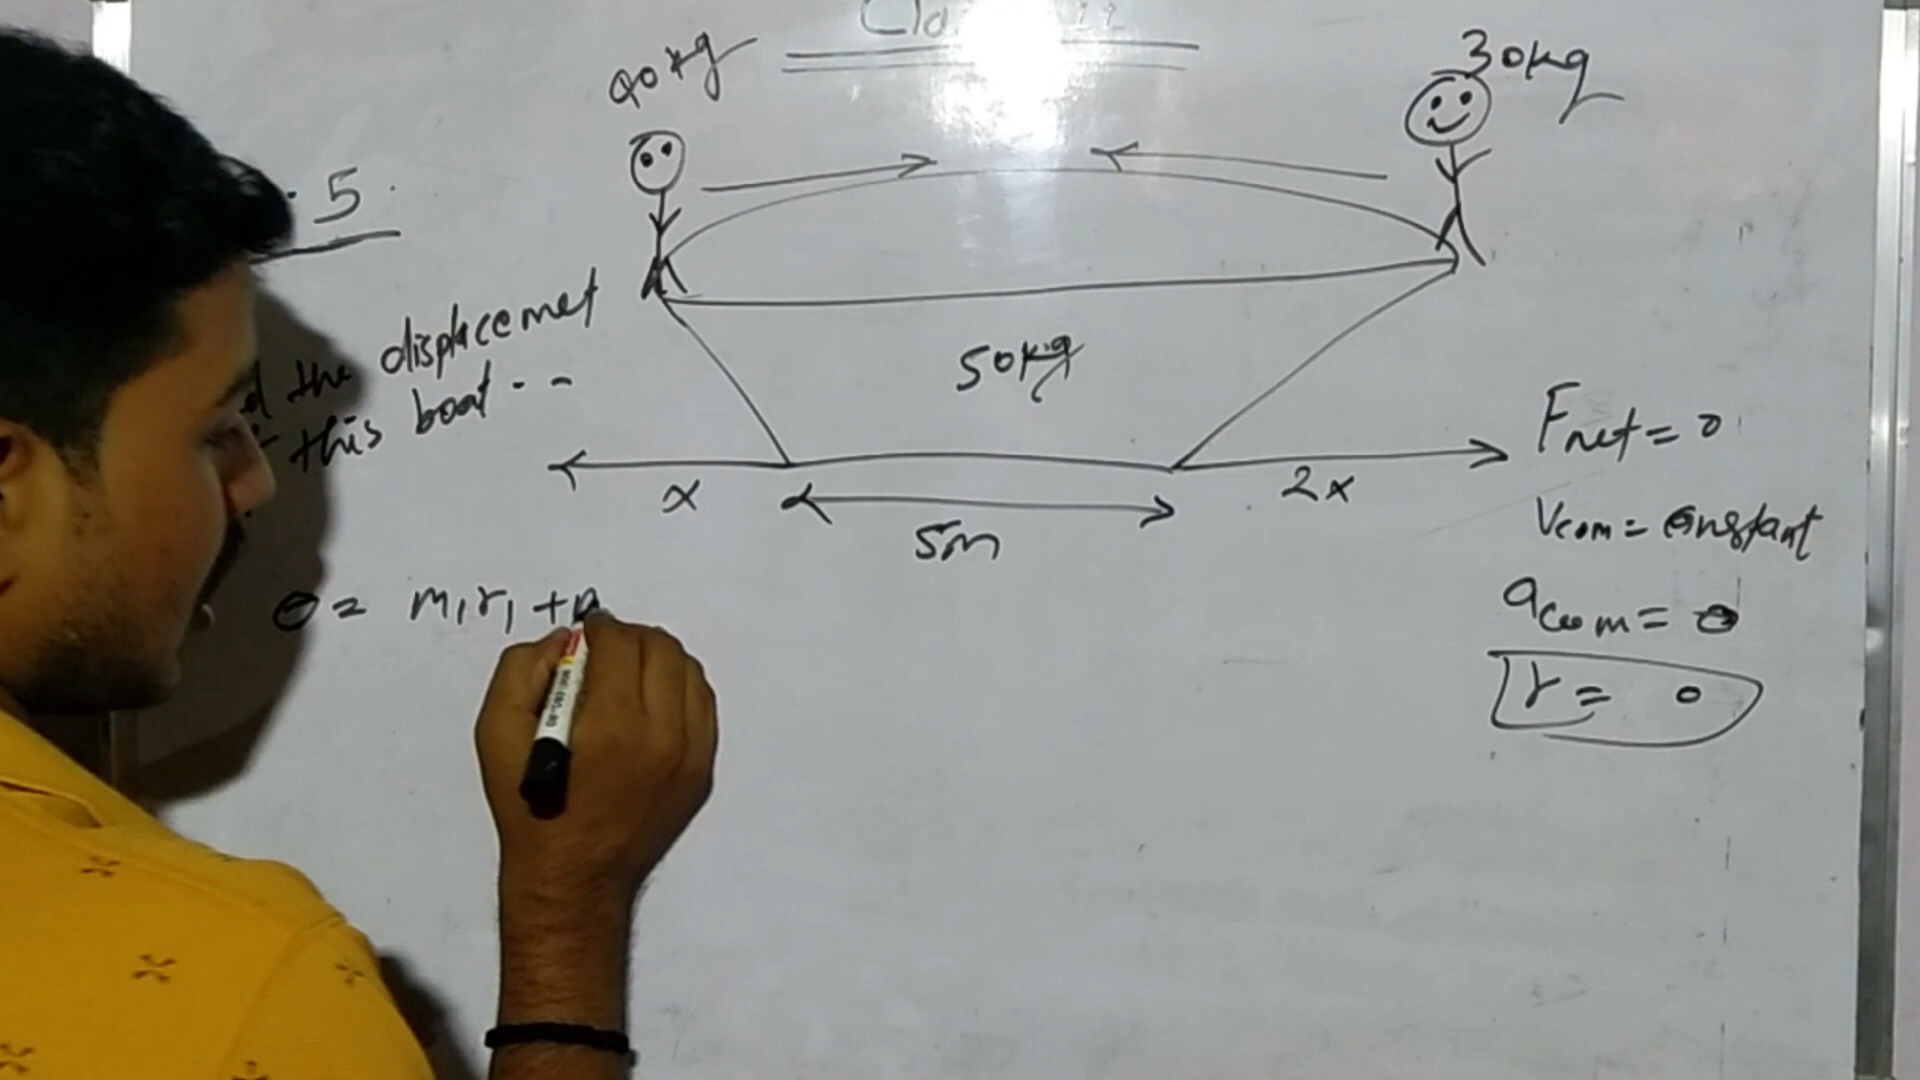 40kg
30kg
. 5 .
the displacemet
this boat . . -
50kg
x
5m
2x
Fnet = 0
Vcom = constant
acom = 0
r = 0
0 = m₁r₁ +